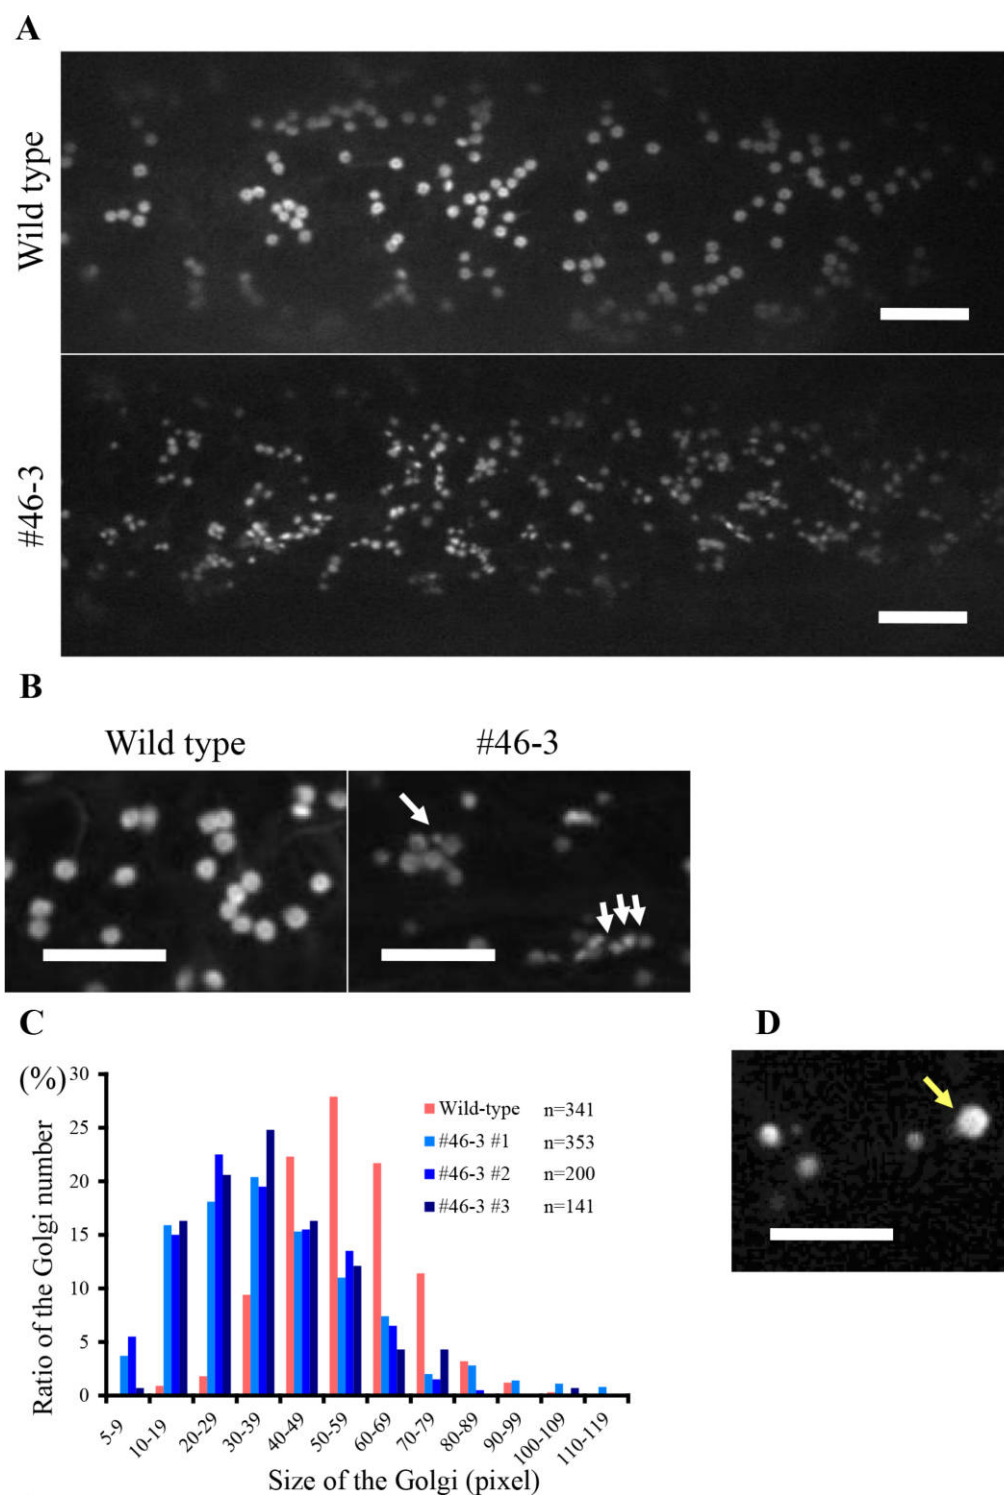 A
Wild type
#46-3
B
Wild type
#46-3
C
D
(%)
30
25
20
15
10
5
0
Ratio of the Golgi number
Wild-type n=341
#46-3 #1 n=353
#46-3 #2 n=200
#46-3 #3 n=141
5-9
10-19
20-29
30-39
40-49
50-59
60-69
70-79
80-89
90-99
100-109
110-119
Size of the Golgi (pixel)